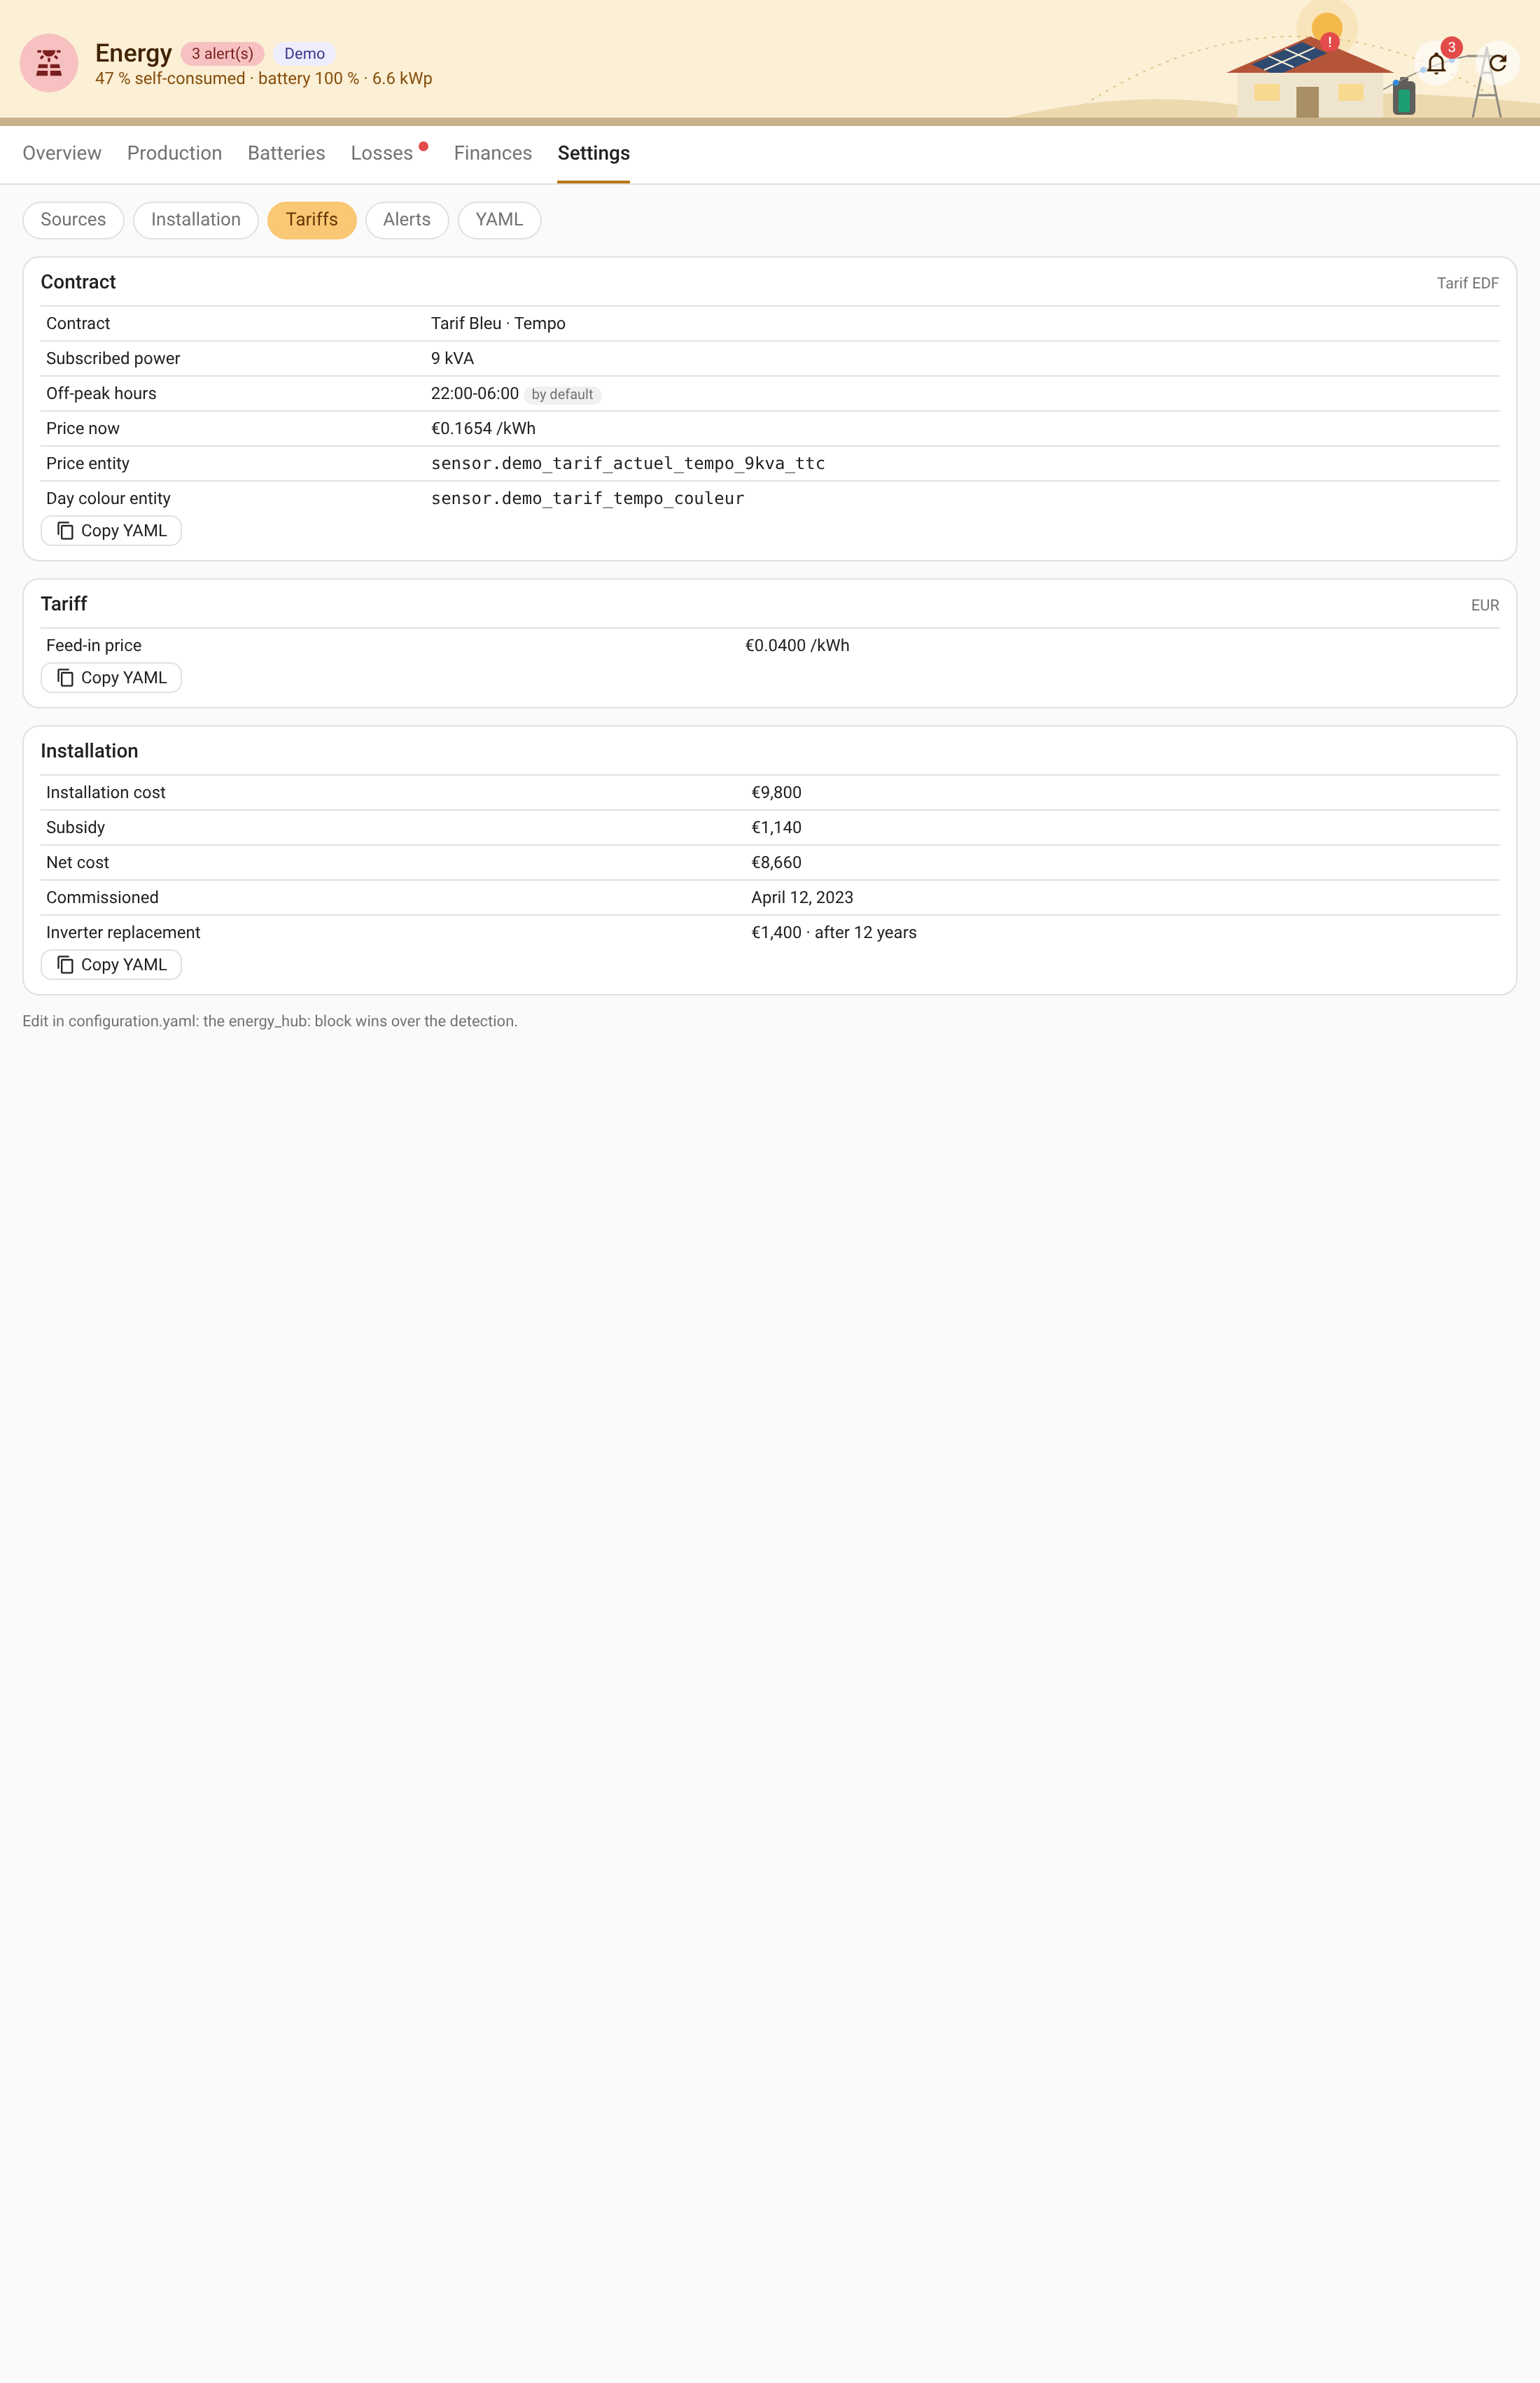 Energy 3 alert(s) Demo
47 % self-consumed · battery 100 % · 6.6 kWp
!
3
Overview Production Batteries Losses Finances Settings
Sources Installation Tariffs Alerts YAML
Contract Tarif EDF
Contract Tarif Bleu · Tempo
Subscribed power 9 kVA
Off-peak hours 22:00-06:00 by default
Price now €0.1654 /kWh
Price entity sensor.demo_tarif_actuel_tempo_9kva_ttc
Day colour entity sensor.demo_tarif_tempo_couleur
Copy YAML
Tariff EUR
Feed-in price €0.0400 /kWh
Copy YAML
Installation
Installation cost €9,800
Subsidy €1,140
Net cost €8,660
Commissioned April 12, 2023
Inverter replacement €1,400 · after 12 years
Copy YAML
Edit in configuration.yaml: the energy_hub: block wins over the detection.